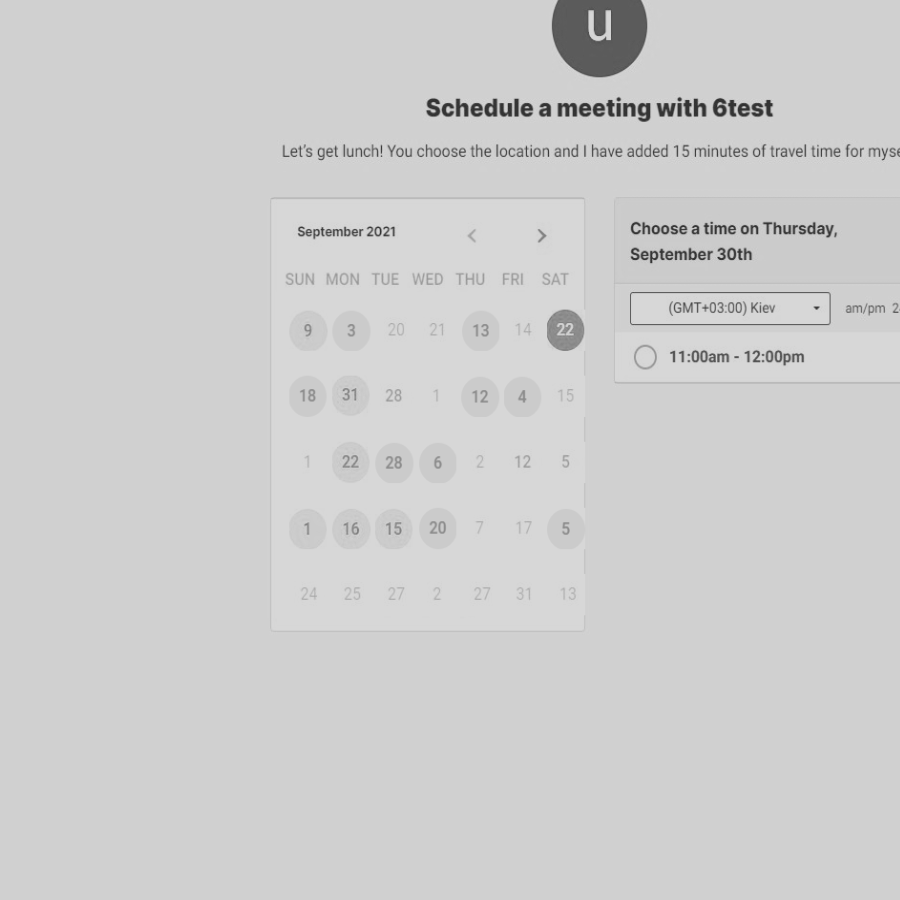 u
Schedule a meeting with 6test
Let's get lunch! You choose the location and I have added 15 minutes of travel time for myse
September 2021
SUN MON TUE WED THU FRI SAT
9 3 20 21 13 14 22
18 31 28 1 12 4 15
1 22 28 6 2 12 5
1 16 15 20 7 17 5
24 25 27 2 27 31 13
Choose a time on Thursday,
September 30th
(GMT+03:00) Kiev am/pm 2
11:00am - 12:00pm